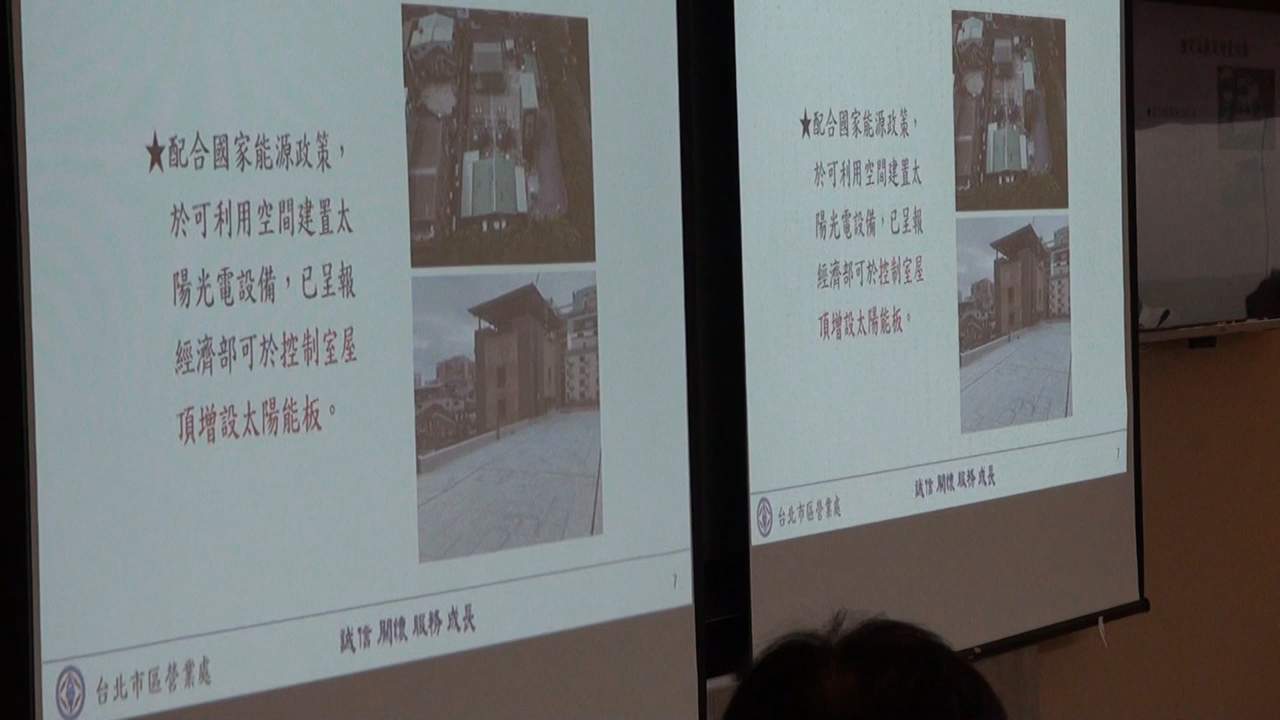 ★配合國家能源政策，
於可利用空間建置太
陽光電設備，已呈報
經濟部可於控制室屋
頂增設太陽能板。
7
誠信 關懷 服務 成長
台北市區營業處
★配合國家能源政策，
於可利用空間建置太
陽光電設備，已呈報
經濟部可於控制室屋
頂增設太陽能板。
7
誠信 關懷 服務 成長
台北市區營業處